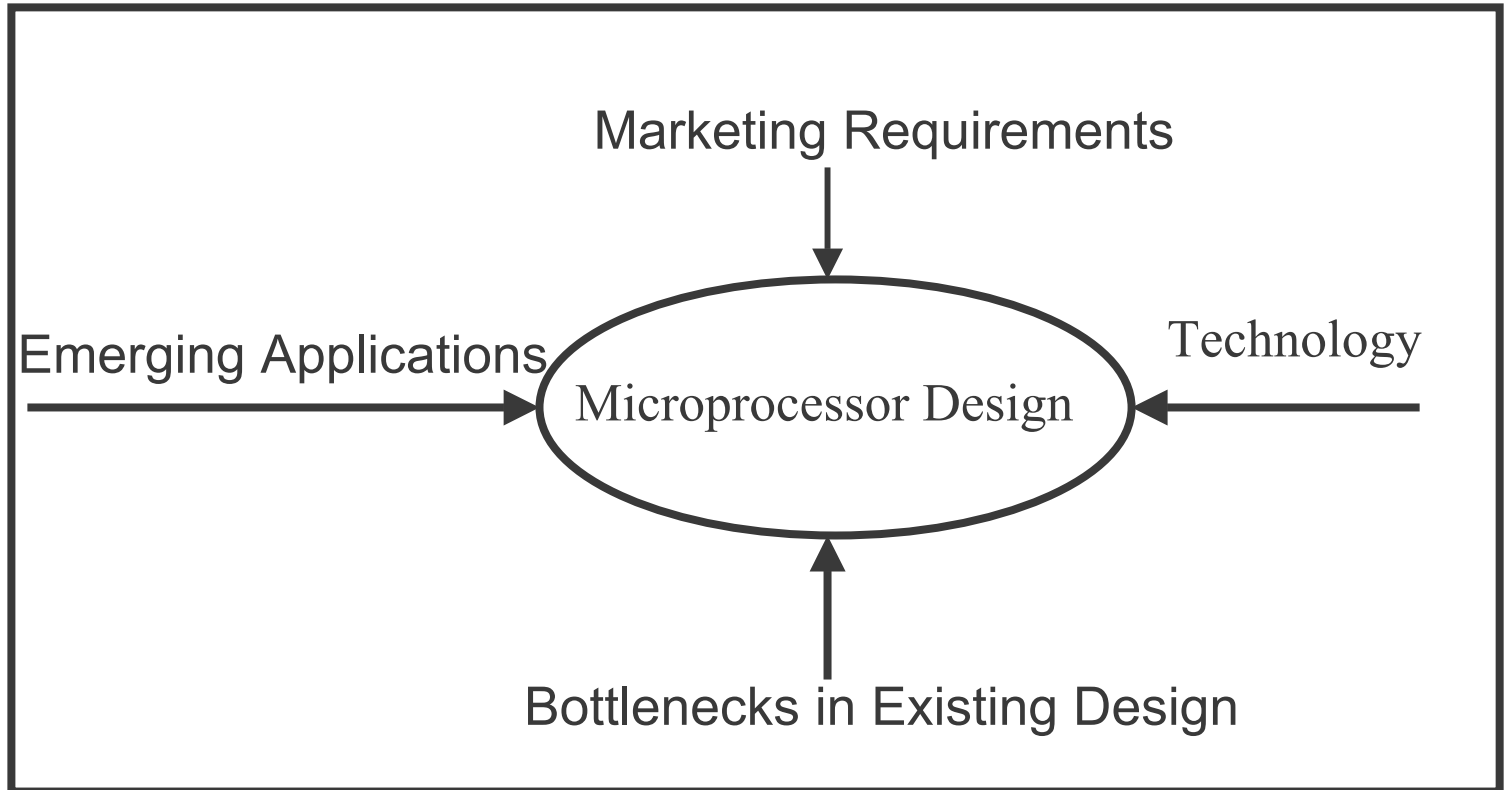 Marketing Requirements
Emerging Applications
Technology
Microprocessor Design
Bottlenecks in Existing Design